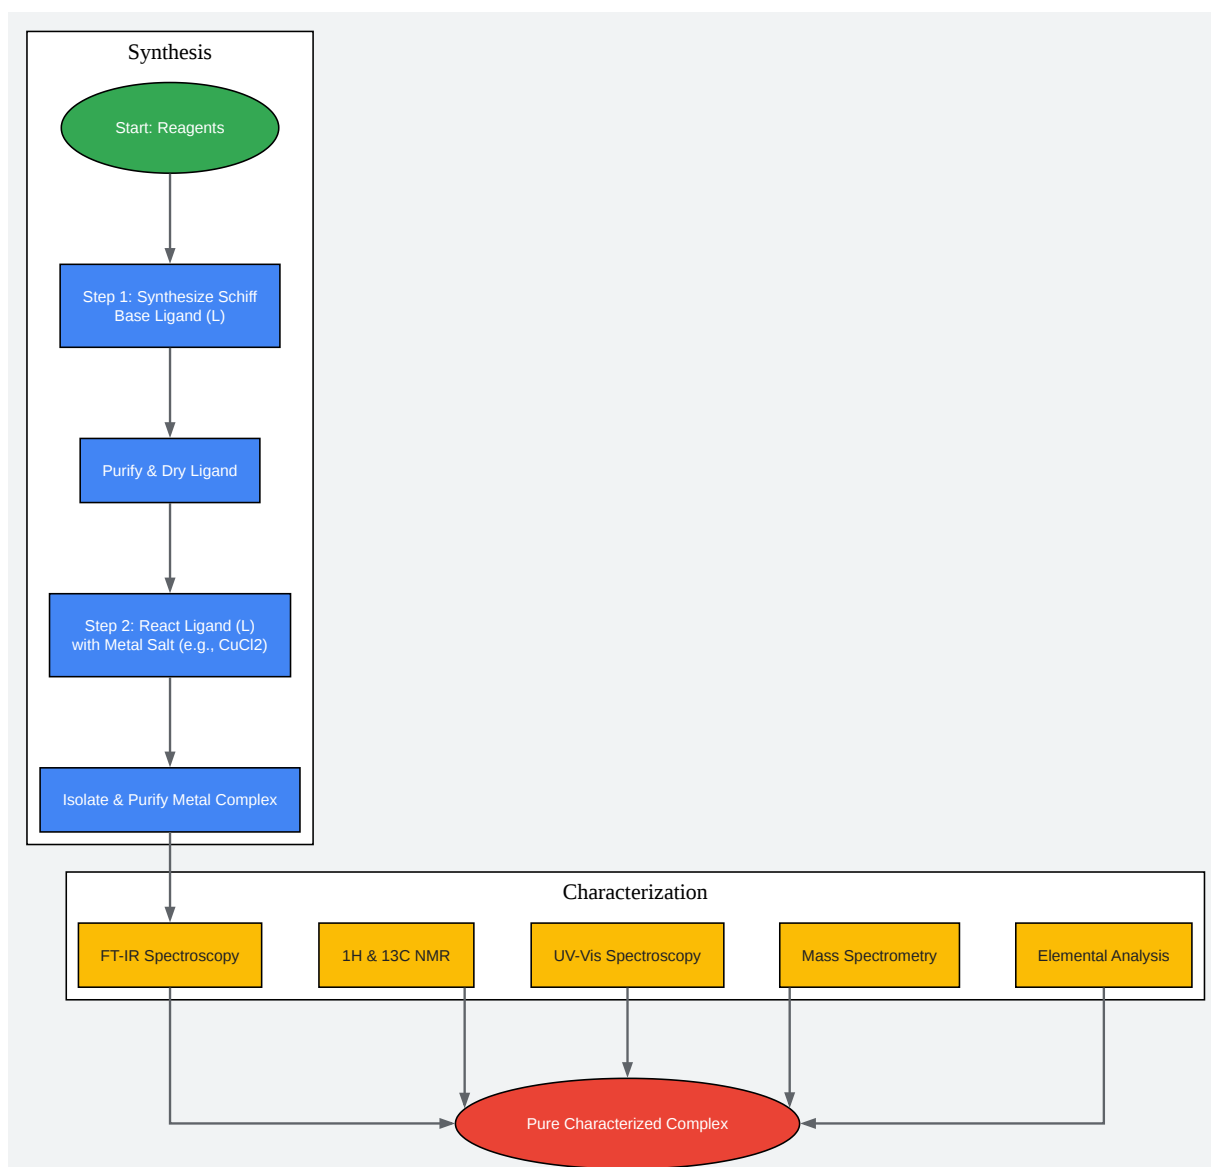 Synthesis
Start: Reagents
Step 1: Synthesize Schiff
Base Ligand (L)
Purify & Dry Ligand
Step 2: React Ligand (L)
with Metal Salt (e.g., CuCl2)
Isolate & Purify Metal Complex
Characterization
FT-IR Spectroscopy
1H & 13C NMR
UV-Vis Spectroscopy
Mass Spectrometry
Elemental Analysis
Pure Characterized Complex